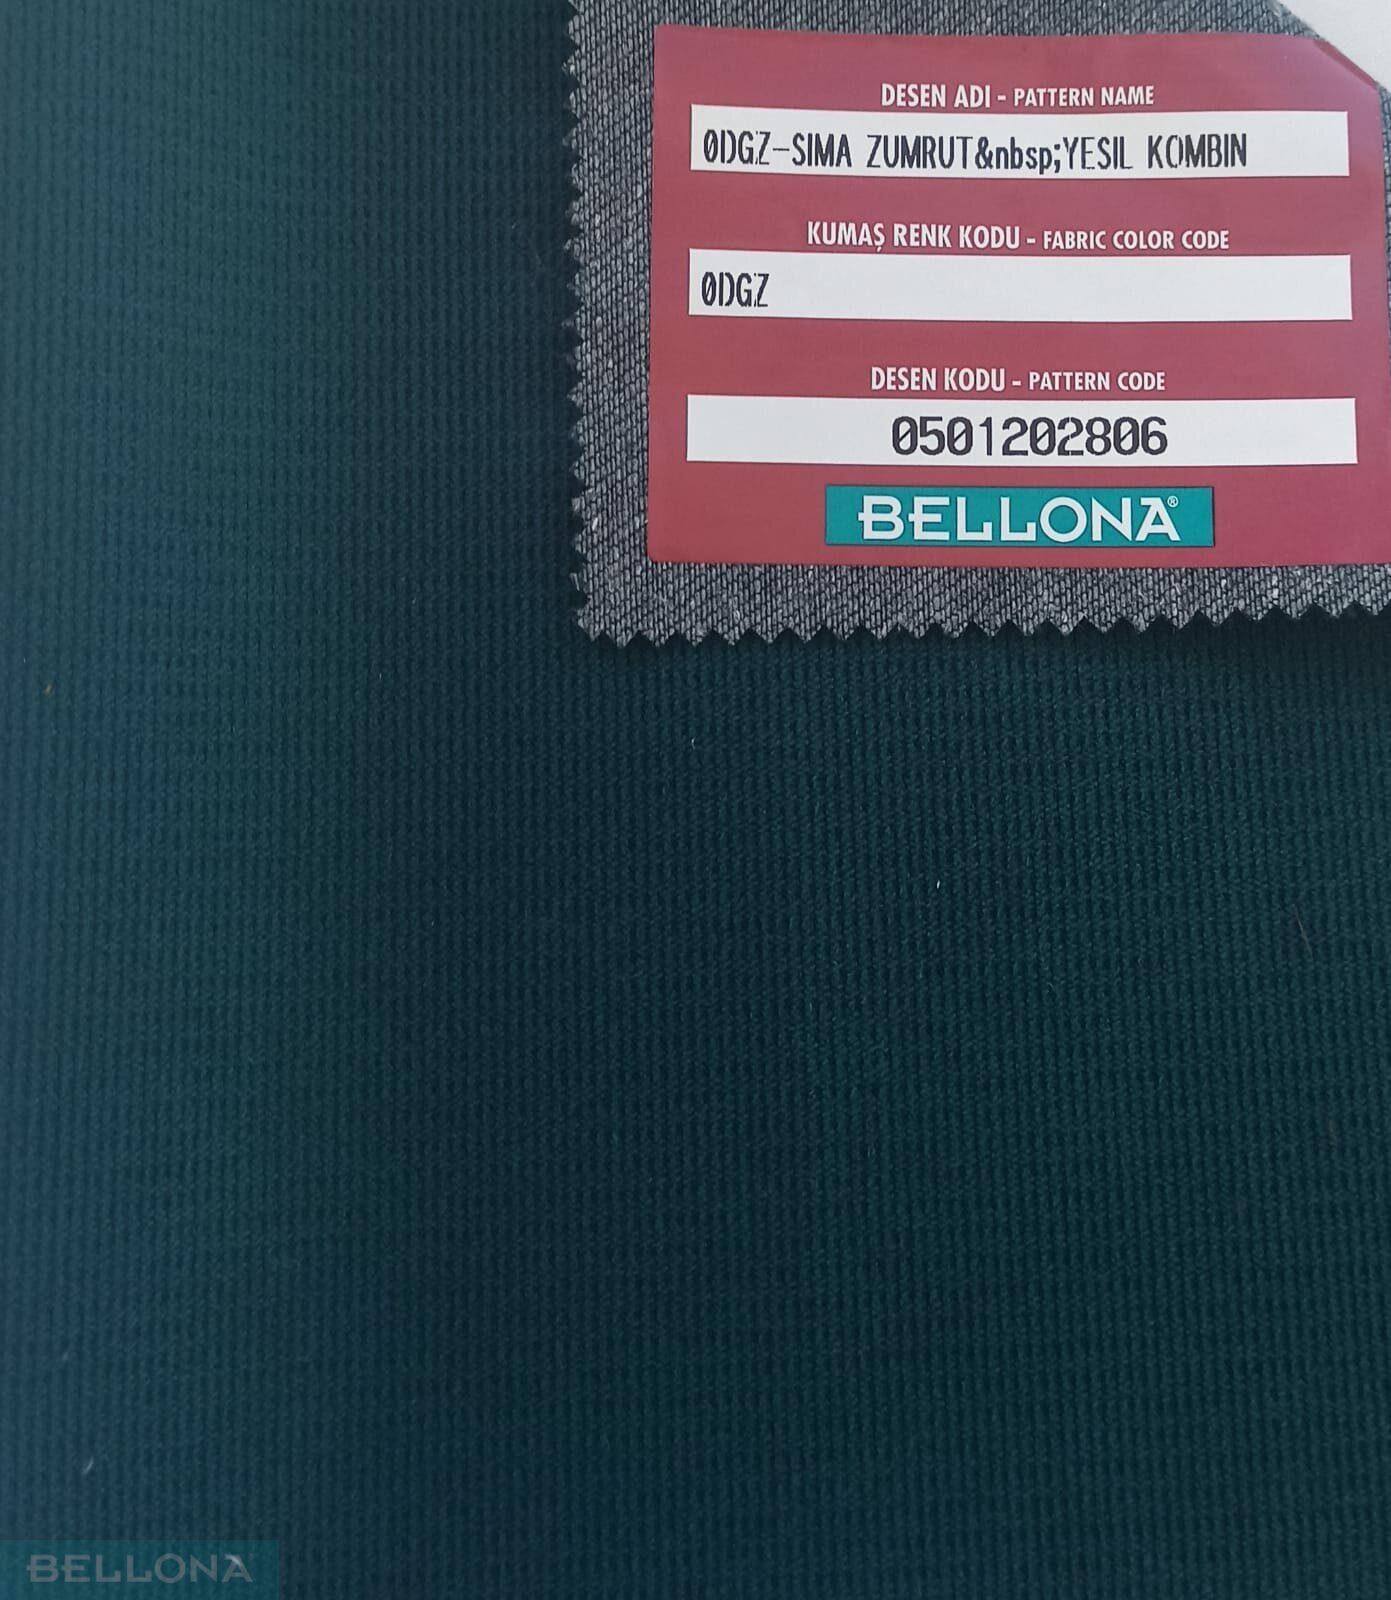 DESEN ADI - PATTERN NAME
0DGZ-SIMA ZUMRUT&nbsp;YESIL KOMBIN
KUMAŞ RENK KODU - FABRIC COLOR CODE
0DGZ
DESEN KODU - PATTERN CODE
0501202806
BELLONA®
BELLONA